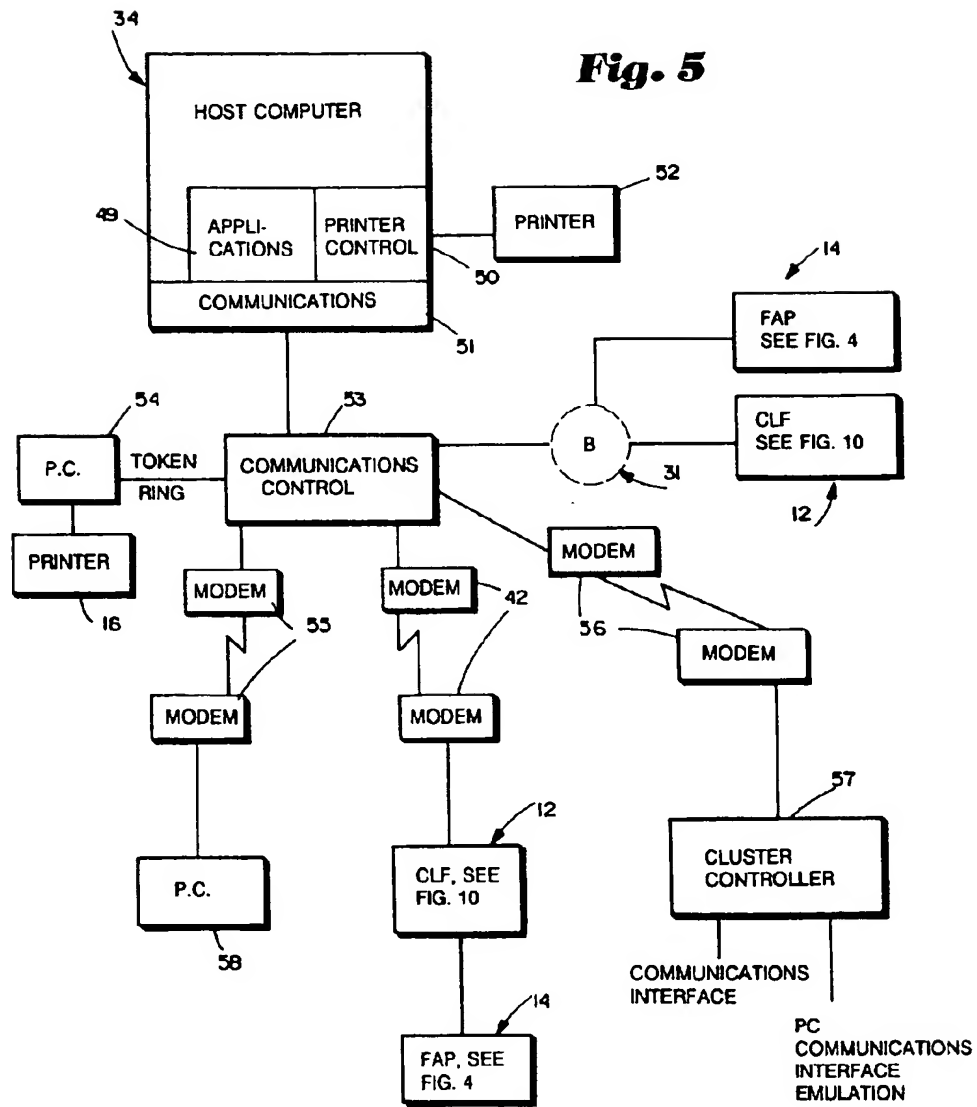 34
Fig. 5
HOST COMPUTER
52
49
APPLI-
CATIONS
PRINTER
CONTROL
PRINTER
50
14
COMMUNICATIONS
51
FAP
SEE FIG. 4
54
53
CLF
SEE FIG. 10
P.C.
TOKEN
RING
COMMUNICATIONS
CONTROL
B
31
12
PRINTER
16
MODEM
55
MODEM
42
MODEM
56
MODEM
MODEM
MODEM
57
12
P.C.
58
CLF, SEE
FIG. 10
CLUSTER
CONTROLLER
COMMUNICATIONS
INTERFACE
14
FAP, SEE
FIG. 4
PC
COMMUNICATIONS
INTERFACE
EMULATION